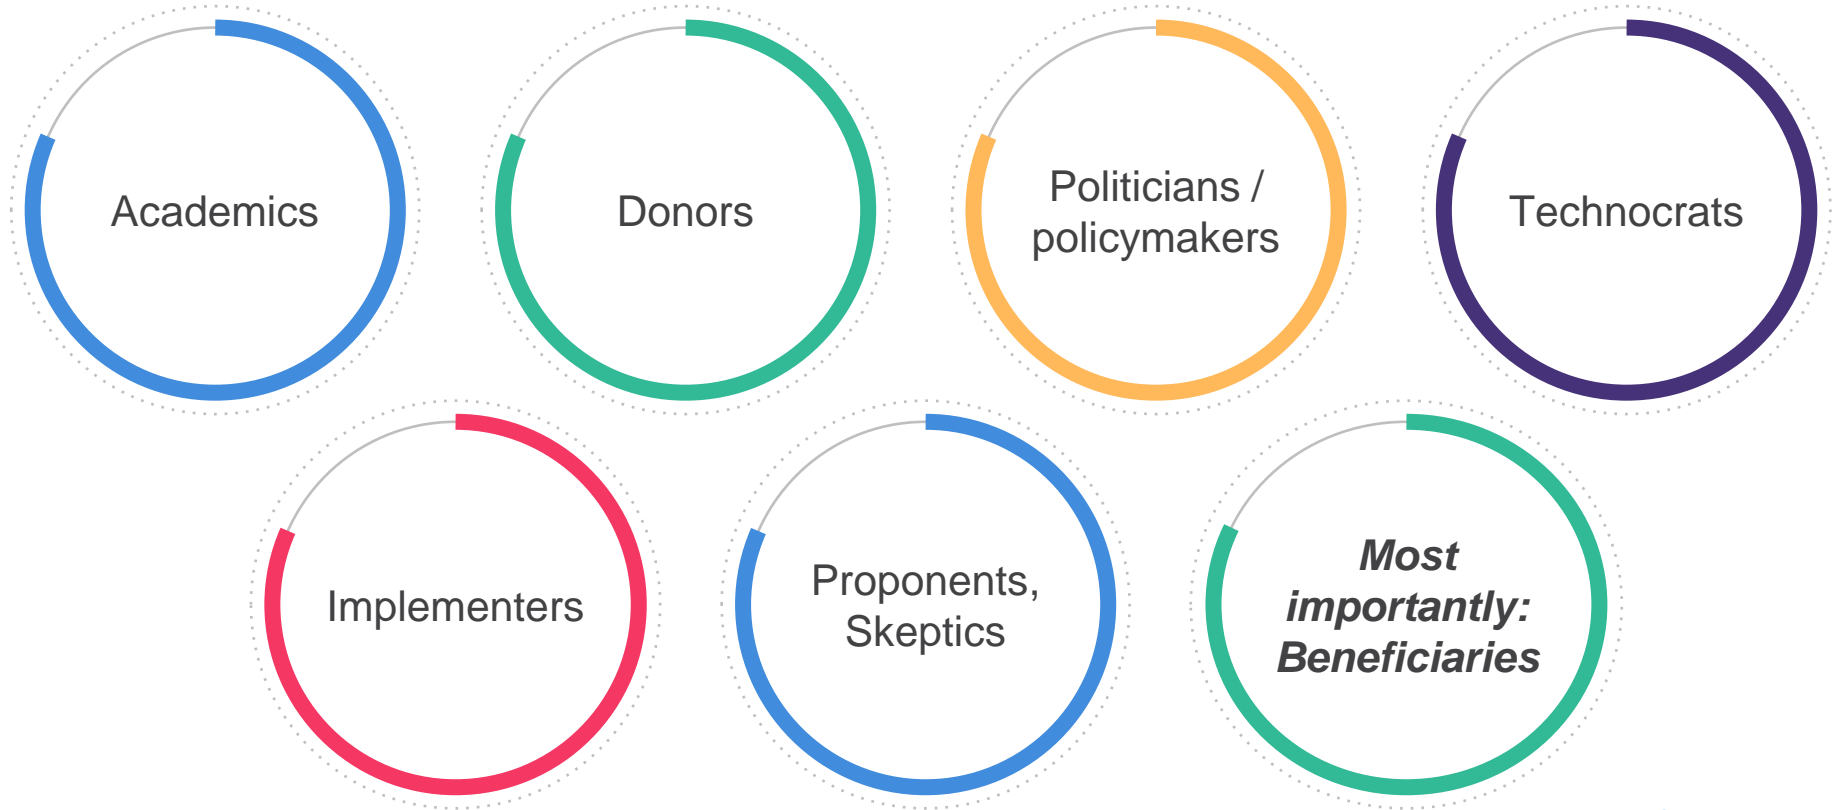 Academics
Donors
Politicians /
policymakers
Technocrats
Implementers
Proponents,
Skeptics
Most
importantly:
Beneficiaries